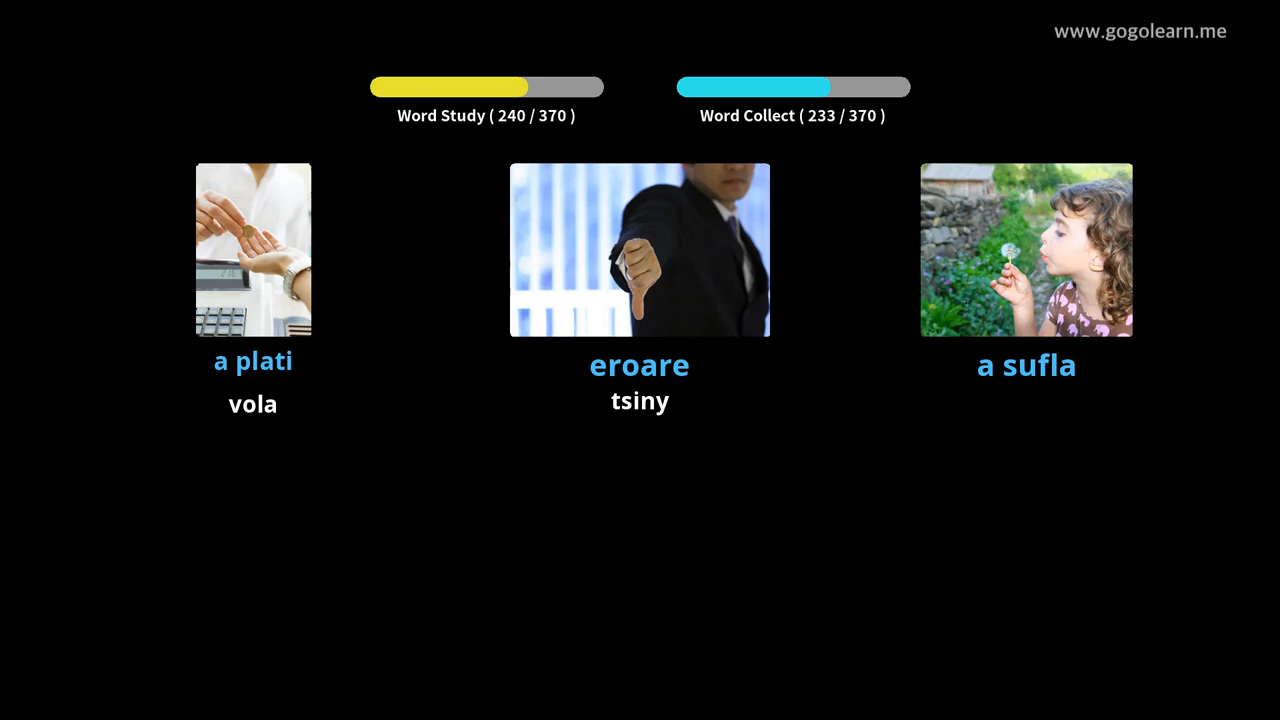 www.gogolearn.me
Word Study ( 240 / 370 )
Word Collect ( 233 / 370 )
a plati
vola
eroare
tsiny
a sufla